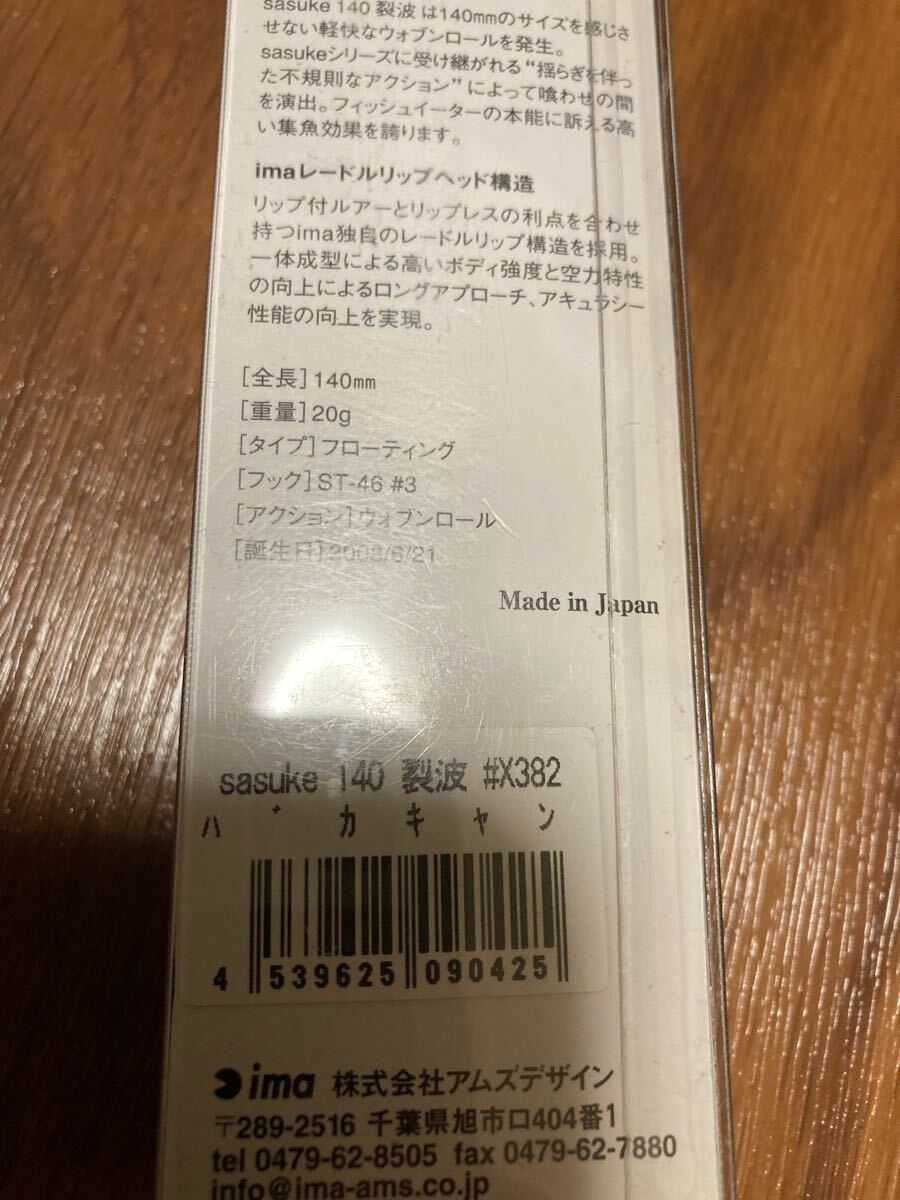 sasuke 140 裂波 は140mmのサイズを感じさ
せない軽快なウォブンロールを発生。
sasukeシリーズに受け継がれる“揺らぎを伴っ
た不規則なアクション”によって喰わせの間
を演出。フィッシュイーターの本能に訴える高
い集魚効果を誇ります。
imaレードルリップヘッド構造
リップ付ルアーとリップレスの利点を合わせ
持つima独自のレードルリップ構造を採用。
一体成型による高いボディ強度と空力特性
の向上によるロングアプローチ、アキュラシー
性能の向上を実現。
[全長]140mm
[重量]20g
[タイプ]フローティング
[フック]ST-46 #3
[アクション]ウォブンロール
[誕生日]2008/6/21
Made in Japan
sasuke 140 裂波 #X382
バカキャン
4 539625 090425
ima 株式会社アムズデザイン
〒289-2516 千葉県旭市ロ404番1
tel 0479-62-8505 fax 0479-62-7880
info@ima-ams.co.jp